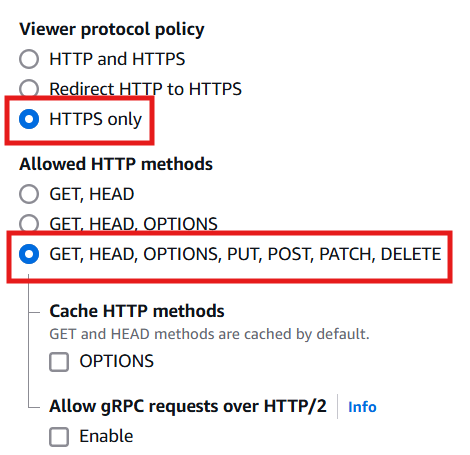 Viewer protocol policy
HTTP and HTTPS
Redirect HTTP to HTTPS
HTTPS only
Allowed HTTP methods
GET, HEAD
GET, HEAD, OPTIONS
GET, HEAD, OPTIONS, PUT, POST, PATCH, DELETE
Cache HTTP methods
GET and HEAD methods are cached by default.
OPTIONS
Allow gRPC requests over HTTP/2 Info
Enable